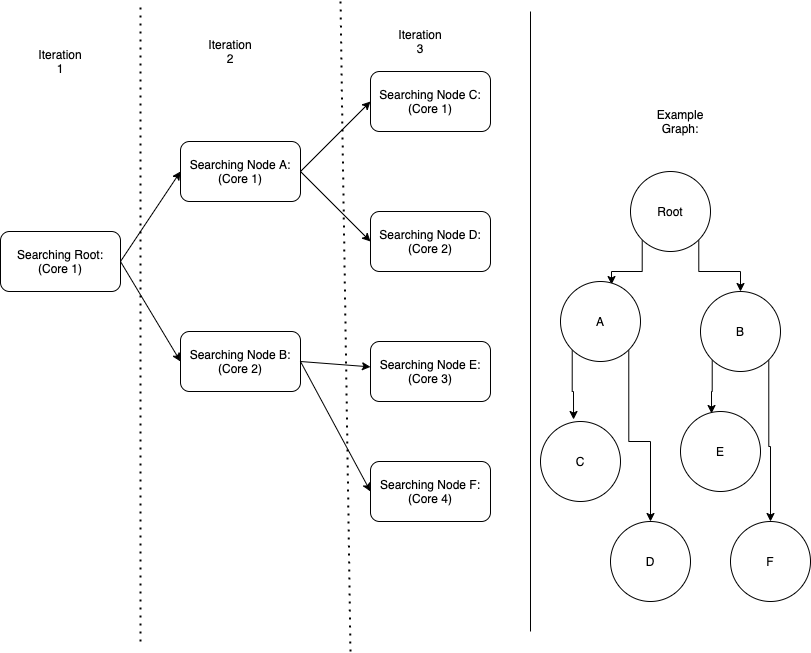 Iteration
1
Iteration
2
Iteration
3
Searching Root:
(Core 1)
Searching Node A:
(Core 1)
Searching Node B:
(Core 2)
Searching Node C:
(Core 1)
Searching Node D:
(Core 2)
Searching Node E:
(Core 3)
Searching Node F:
(Core 4)
Example
Graph:
Root
A
B
C
E
D
F